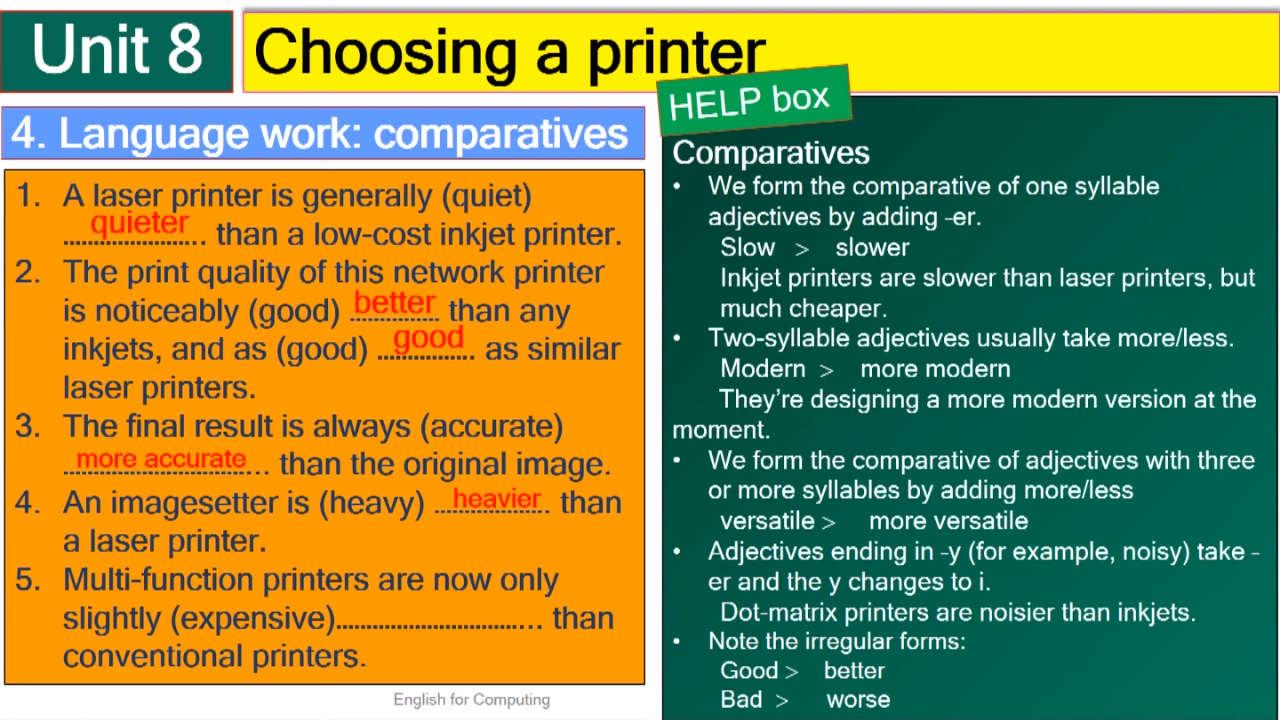 Unit 8
Choosing a printer
4. Language work: comparatives
1. A laser printer is generally (quiet)
quieter
........................ than a low-cost inkjet printer.
2. The print quality of this network printer
is noticeably (good) better than any
inkjets, and as (good) good as similar
laser printers.
3. The final result is always (accurate)
more accurate ... than the original image.
4. An imagesetter is (heavy) heavier than
a laser printer.
5. Multi-function printers are now only
slightly (expensive).................................. than
conventional printers.
English for Computing
HELP box
Comparatives
• We form the comparative of one syllable
adjectives by adding –er.
Slow > slower
Inkjet printers are slower than laser printers, but
much cheaper.
• Two-syllable adjectives usually take more/less.
Modern > more modern
They’re designing a more modern version at the
moment.
• We form the comparative of adjectives with three
or more syllables by adding more/less
versatile > more versatile
• Adjectives ending in –y (for example, noisy) take –
er and the y changes to i.
Dot-matrix printers are noisier than inkjets.
• Note the irregular forms:
Good > better
Bad > worse